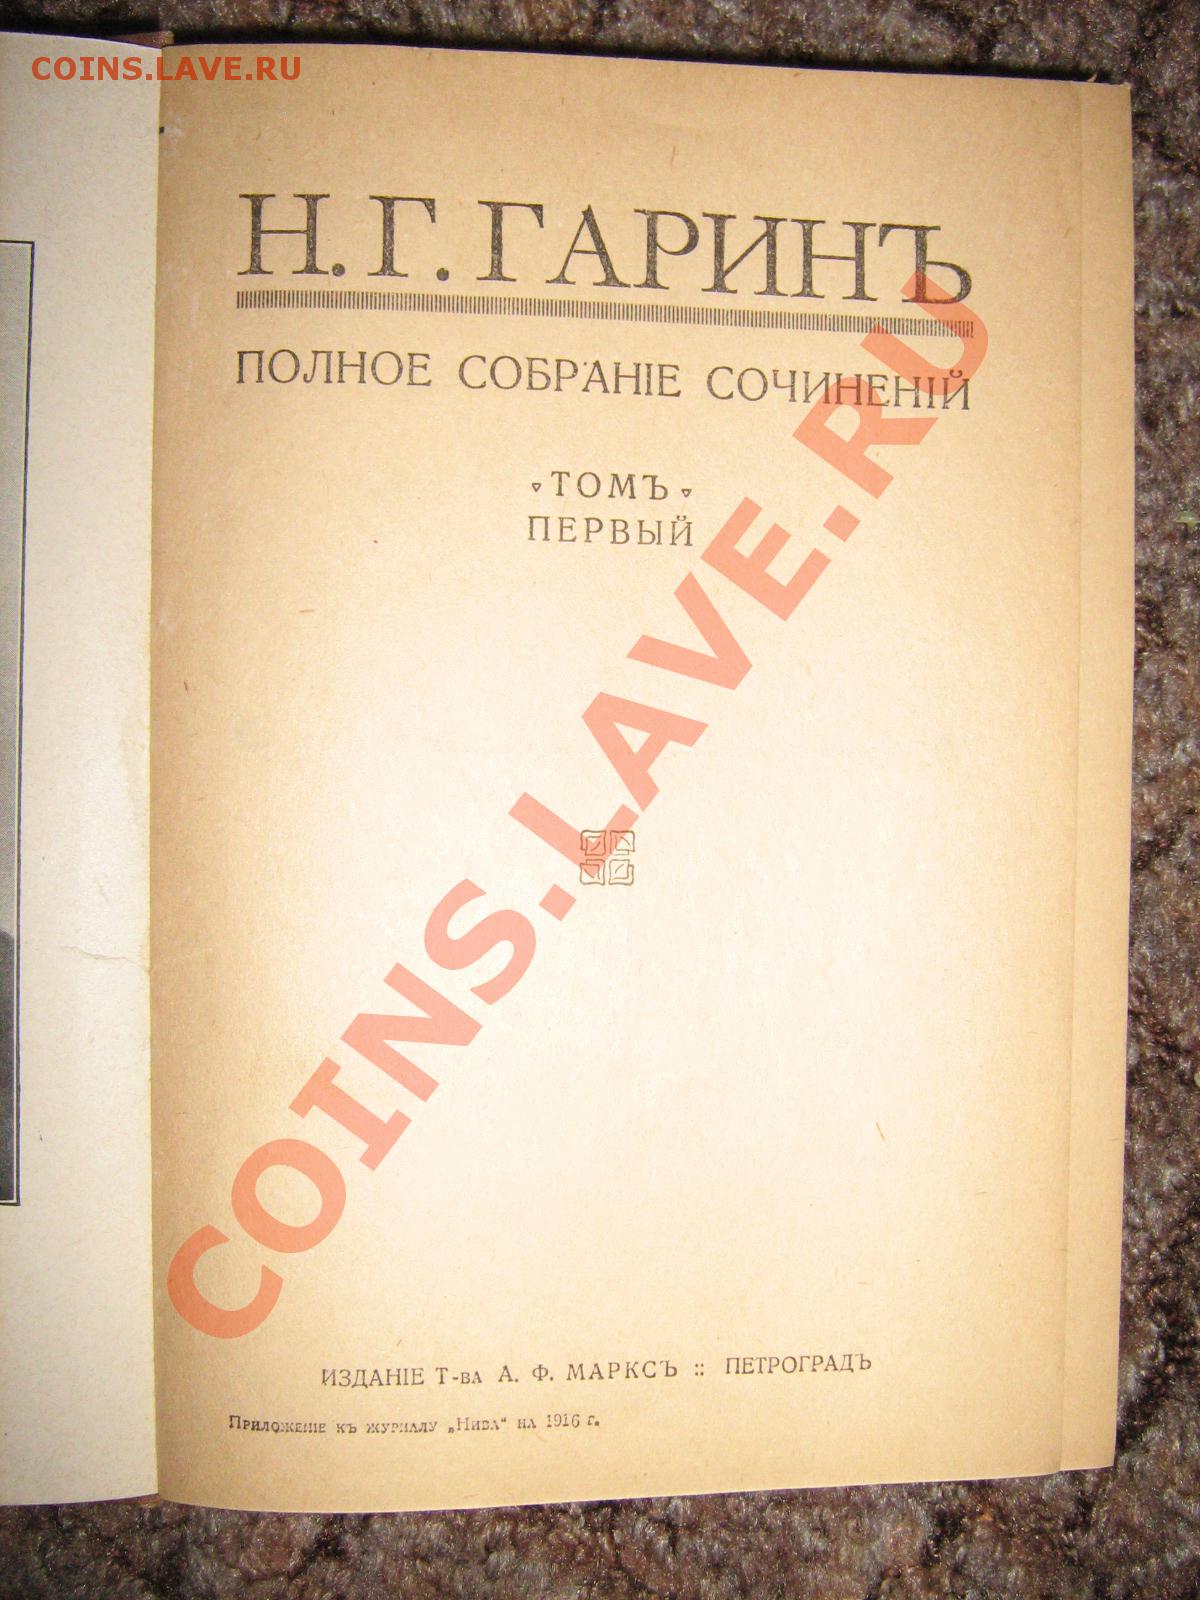 COINS.LAVE.RU
Н. Г. ГАРИНЪ
ПОЛНОЕ СОБРАНІЕ СОЧИНЕНІЙ
ТОМЪ
ПЕРВЫЙ
COINS.LAVE.RU
ИЗДАНІЕ Т-ВА А. Ф. МАРКСЪ :: ПЕТРОГРАДЪ
Приложеніе къ журналу „Нива“ на 1916 г.